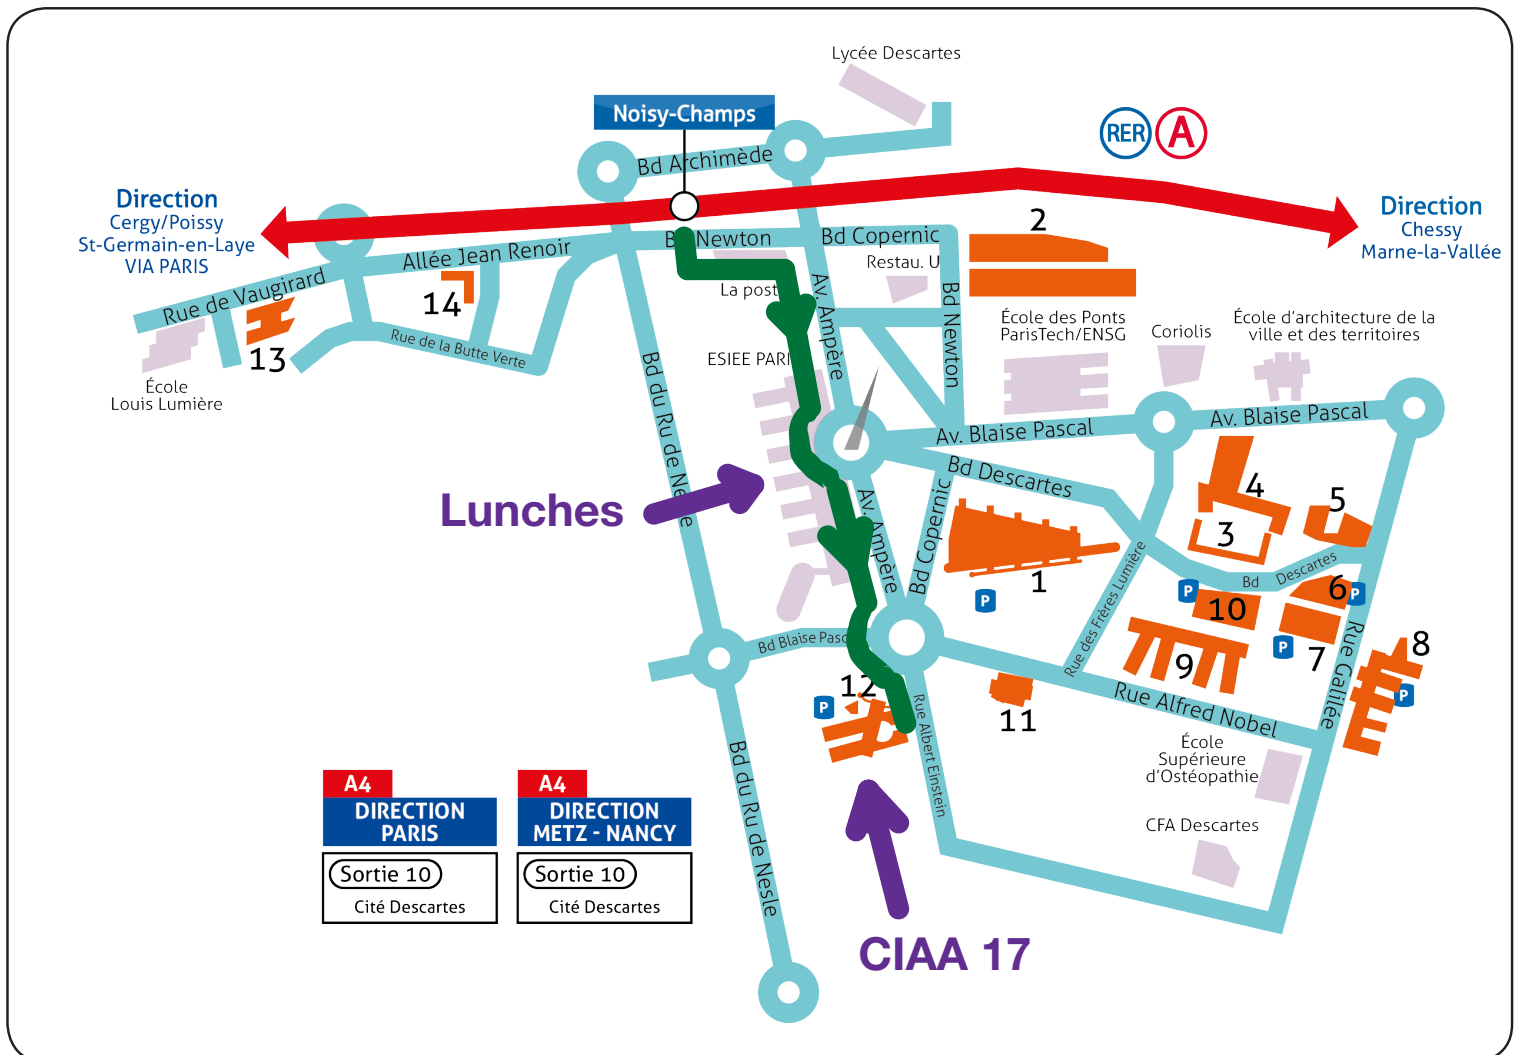 Lycée Descartes
Noisy-Champs
RER A
Bd Archimède
Direction
Cergy/Poissy
St-Germain-en-Laye
VIA PARIS
Direction
Chessy
Marne-la-Vallée
2
Newton
Bd Copernic
Allée Jean Renoir
Restau. U
Rue de Vaugirard
14
La post
Av. Ampère
Bd Newton
13
Rue de la Butte Verte
École des Ponts
ParisTech/ENSG
Coriolis
École d'architecture de la
ville et des territoires
ESIEE PARI
École
Louis Lumière
Bd du Ru de Nesle
Av. Blaise Pascal
Av. Blaise Pascal
Bd Descartes
Lunches
Av. Ampère
Bd Copernic
4
5
3
1
Rue des Frères Lumière
Bd Descartes
P
P
P
6
10
Bd Blaise Pasc
P
7
9
8
Rue Galilée
P
12
P
11
Rue Alfred Nobel
Rue Albert Einstein
École
Supérieure
d'Ostéopathie
Bd du Ru de Nesle
CFA Descartes
A4
DIRECTION
PARIS
Sortie 10
Cité Descartes
A4
DIRECTION
METZ - NANCY
Sortie 10
Cité Descartes
CIAA 17